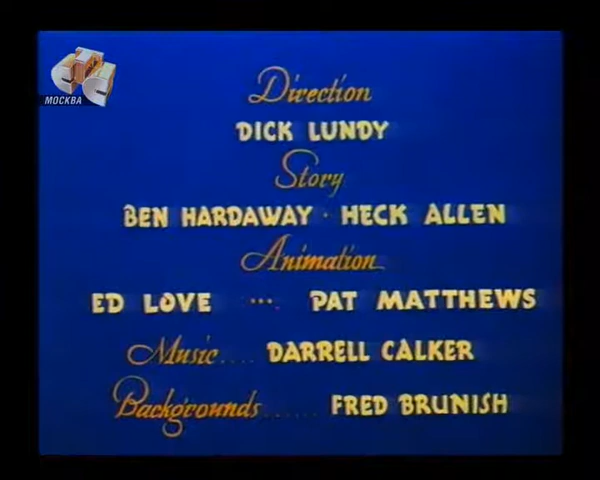 СТС
МОСКВА
Direction
DICK LUNDY
Story
BEN HARDAWAY · HECK ALLEN
Animation
ED LOVE .... PAT MATTHEWS
Music.... DARRELL CALKER
Backgrounds...... FRED BRUNISH